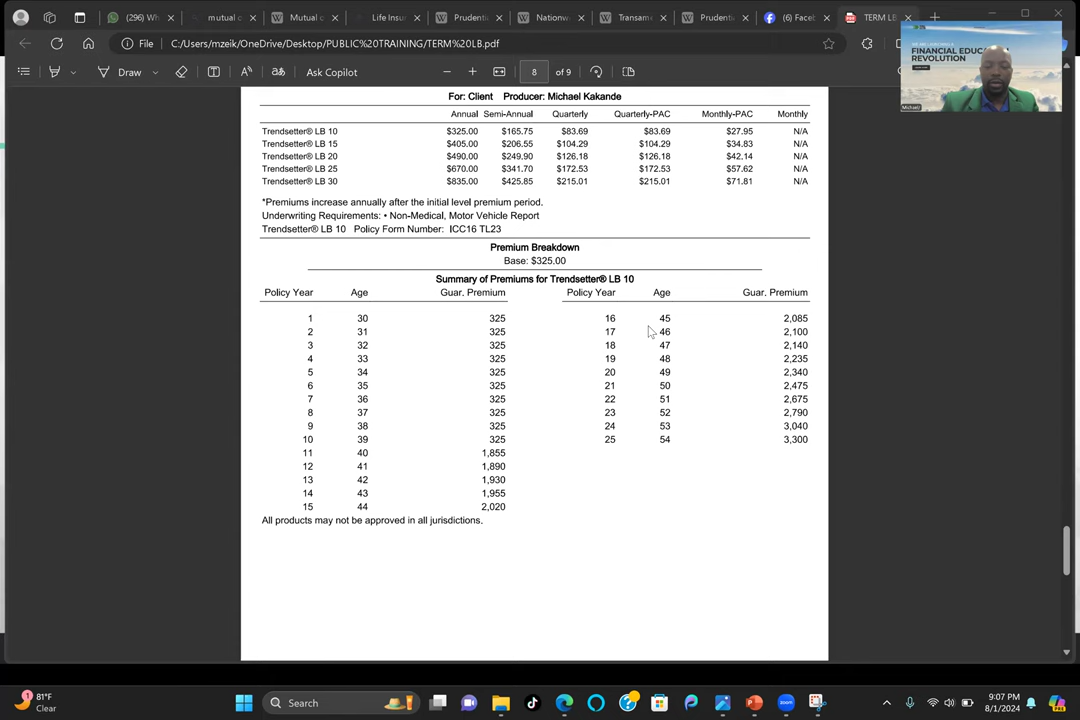 (296) Wh
mutual o
Mutual o
Life Insur
Prudenti
Nationw
Transam
Prudenti
(6) Faceb
TERM LB
File
C:/Users/mzeik/OneDrive/Desktop/PUBLIC%20TRAINING/TERM%20LB.pdf
Draw
Ask Copilot
8
of 9
FINANCIAL EDUCA
REVOLUTION
Michael
For: Client Producer: Michael Kakande
Annual Semi-Annual Quarterly Quarterly-PAC Monthly-PAC Monthly
Trendsetter® LB 10 $325.00 $165.75 $83.69 $83.69 $27.95 N/A
Trendsetter® LB 15 $405.00 $206.55 $104.29 $104.29 $34.83 N/A
Trendsetter® LB 20 $490.00 $249.90 $126.18 $126.18 $42.14 N/A
Trendsetter® LB 25 $670.00 $341.70 $172.53 $172.53 $57.62 N/A
Trendsetter® LB 30 $835.00 $425.85 $215.01 $215.01 $71.81 N/A
*Premiums increase annually after the initial level premium period.
Underwriting Requirements: • Non-Medical, Motor Vehicle Report
Trendsetter® LB 10 Policy Form Number: ICC16 TL23
Premium Breakdown
Base: $325.00
Summary of Premiums for Trendsetter® LB 10
Policy Year Age Guar. Premium Policy Year Age Guar. Premium
1 30 325 16 45 2,085
2 31 325 17 46 2,100
3 32 325 18 47 2,140
4 33 325 19 48 2,235
5 34 325 20 49 2,340
6 35 325 21 50 2,475
7 36 325 22 51 2,675
8 37 325 23 52 2,790
9 38 325 24 53 3,040
10 39 325 25 54 3,300
11 40 1,855
12 41 1,890
13 42 1,930
14 43 1,955
15 44 2,020
All products may not be approved in all jurisdictions.
81°F
Clear
Search
9:07 PM
8/1/2024